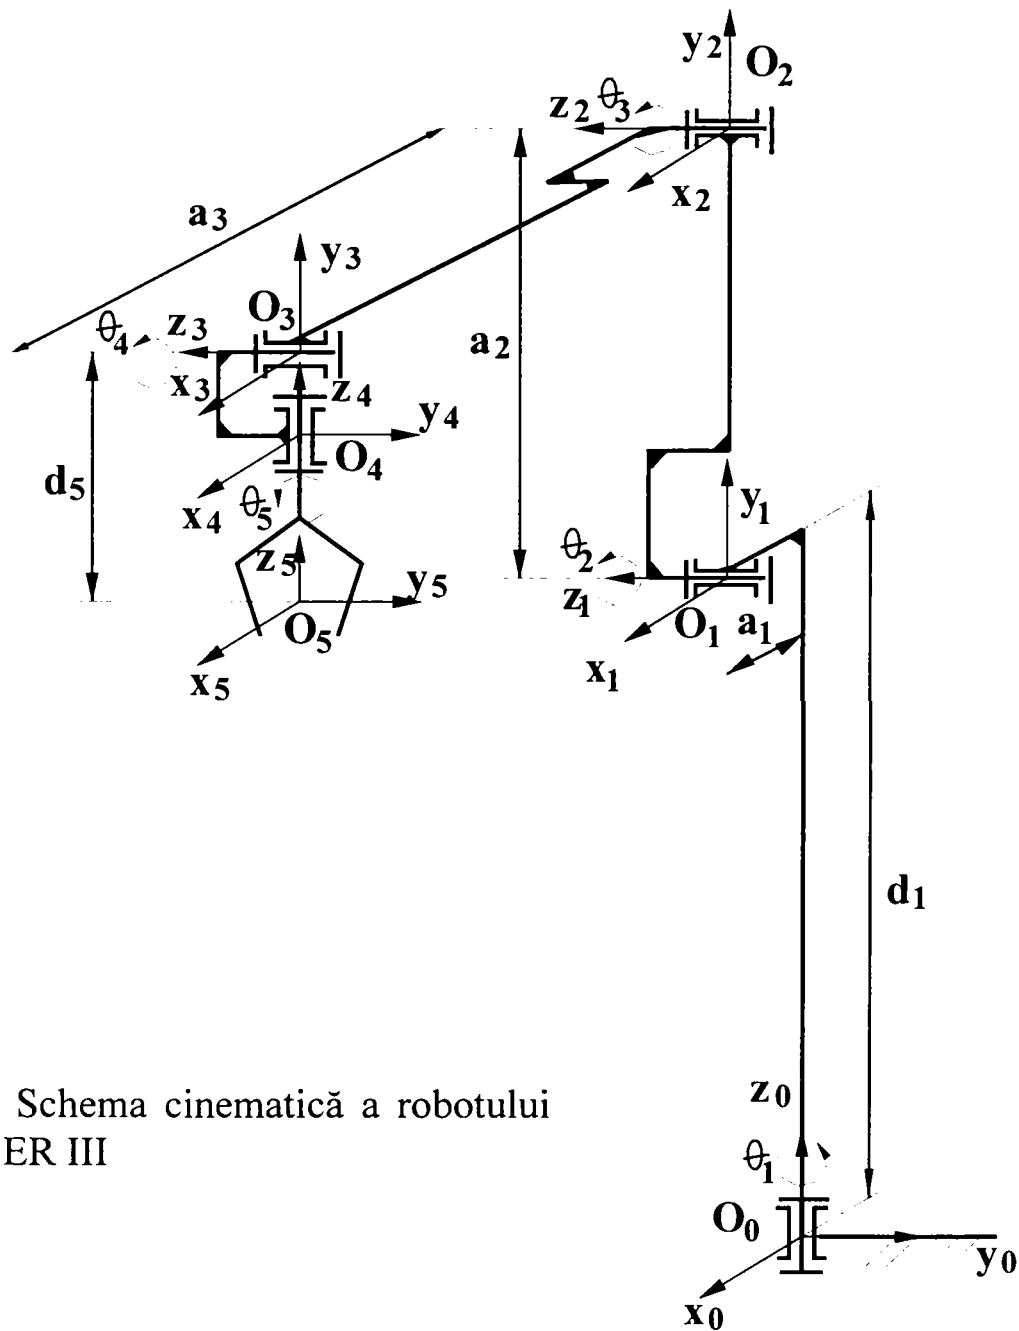 y2
O2
z2 θ3
x2
a3
y3
O3
θ4 z3
a2
x3
z4
y4
O4
d5
x4
θ5'
y1
z5
θ2
y5
z1
O5
O1
a1
x5
x1
d1
z0
Schema cinematică a robotului
ER III
θ1
O0
y0
x0